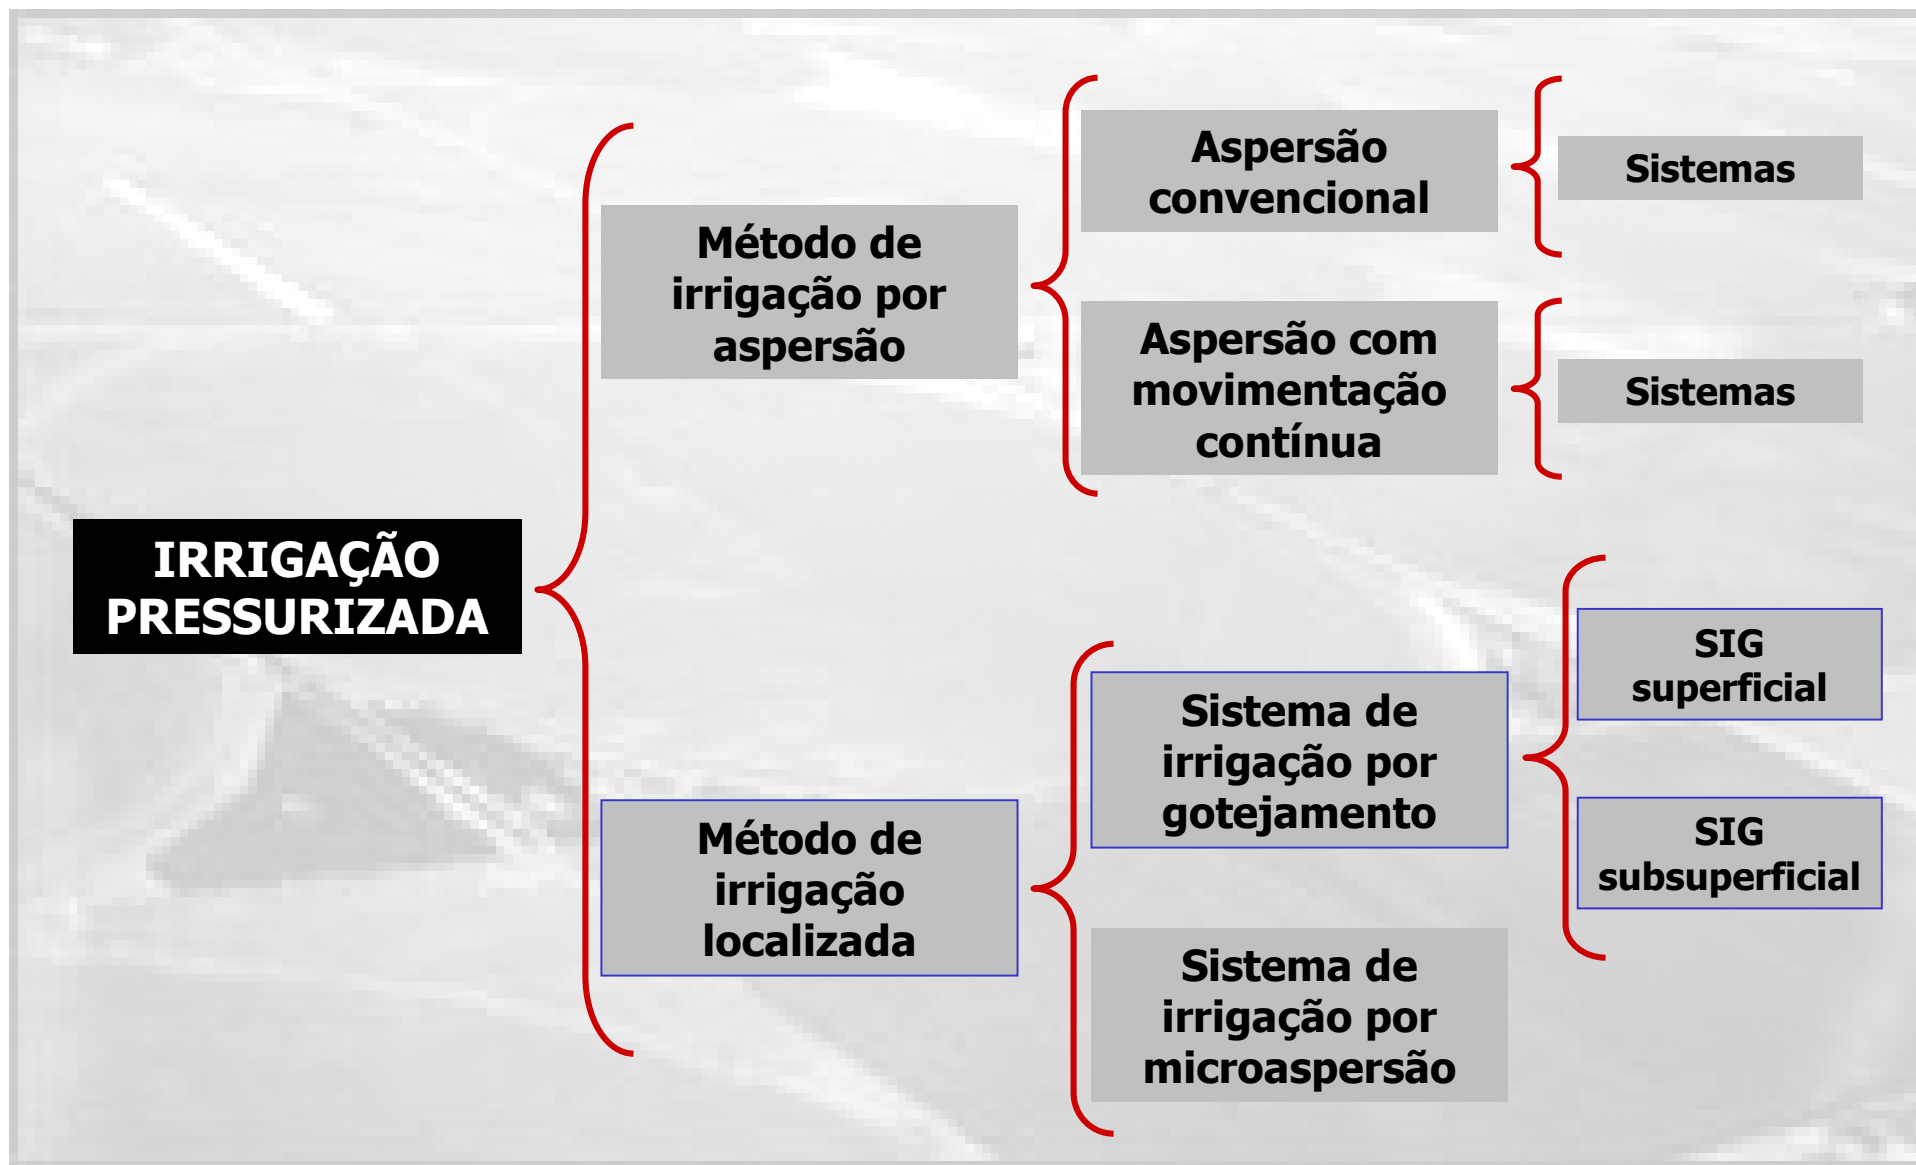 IRRIGAÇÃO
PRESSURIZADA
Método de
irrigação por
aspersão
Aspersão
convencional
Sistemas
Aspersão com
movimentação
contínua
Sistemas
Método de
irrigação
localizada
Sistema de
irrigação por
gotejamento
SIG
superficial
SIG
subsuperficial
Sistema de
irrigação por
microaspersão